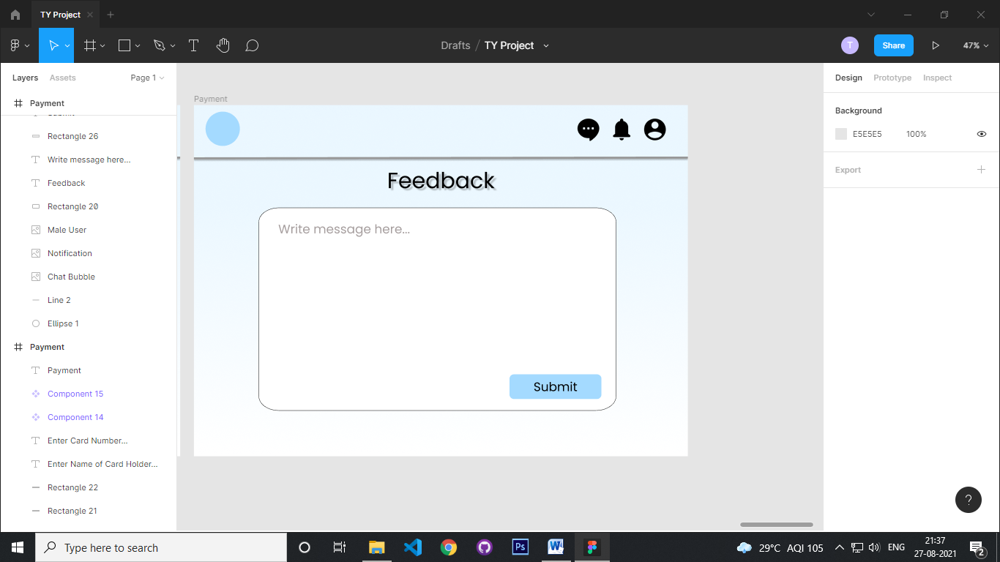 TY Project
Drafts / TY Project
T
Share
47%
Layers
Assets
Page 1
Payment
Submit
Rectangle 26
Write message here...
Feedback
Rectangle 20
Male User
Notification
Chat Bubble
Line 2
Ellipse 1
Payment
Payment
Component 15
Component 14
Enter Card Number...
Enter Name of Card Holder...
Rectangle 22
Rectangle 21
Payment
Feedback
Write message here...
Submit
Design
Prototype
Inspect
Background
E5E5E5
100%
Export
?
Type here to search
Ps
W
29°C AQI 105
ENG
21:37
27-08-2021
2